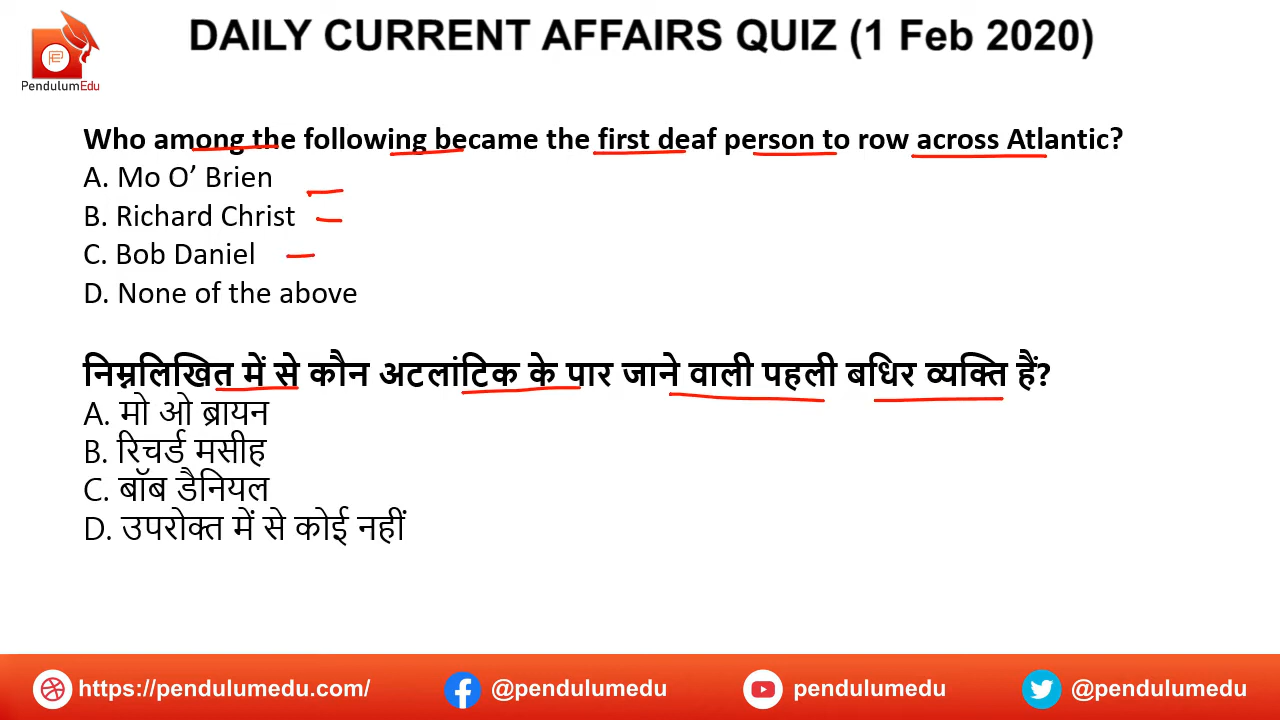 DAILY CURRENT AFFAIRS QUIZ (1 Feb 2020)
PendulumEdu
Who among the following became the first deaf person to row across Atlantic?
A. Mo O’ Brien
B. Richard Christ
C. Bob Daniel
D. None of the above
निम्नलिखित में से कौन अटलांटिक के पार जाने वाली पहली बधिर व्यक्ति हैं?
A. मो ओ ब्रायन
B. रिचर्ड मसीह
C. बॉब डैनियल
D. उपरोक्त में से कोई नहीं
https://pendulumedu.com/ @pendulumedu pendulumedu @pendulumedu